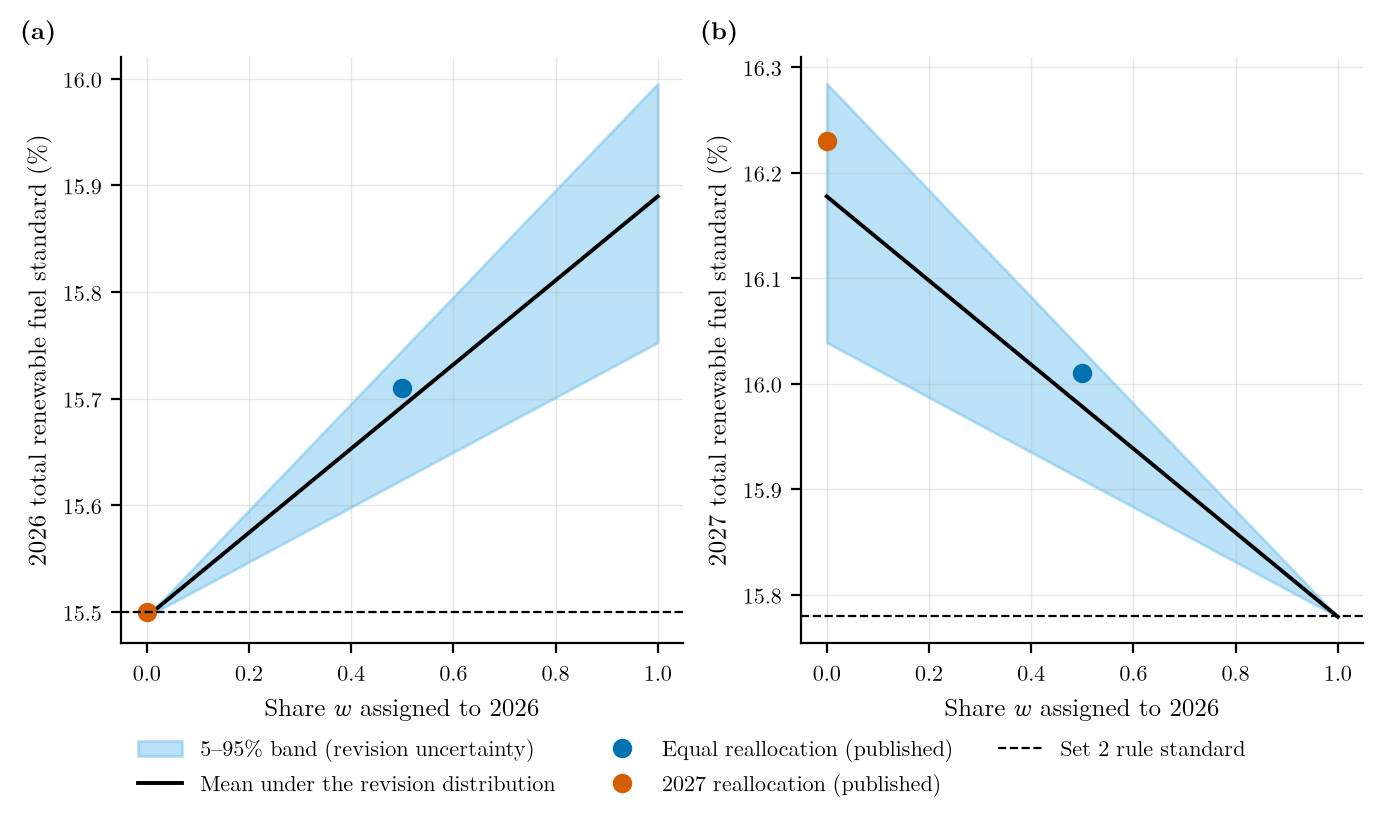 (a)
2026 total renewable fuel standard (%)
16.0
15.9
15.8
15.7
15.6
15.5
0.0 0.2 0.4 0.6 0.8 1.0
Share w assigned to 2026
(b)
2027 total renewable fuel standard (%)
16.3
16.2
16.1
16.0
15.9
15.8
0.0 0.2 0.4 0.6 0.8 1.0
Share w assigned to 2026
5–95% band (revision uncertainty)
Mean under the revision distribution
Equal reallocation (published)
2027 reallocation (published)
Set 2 rule standard